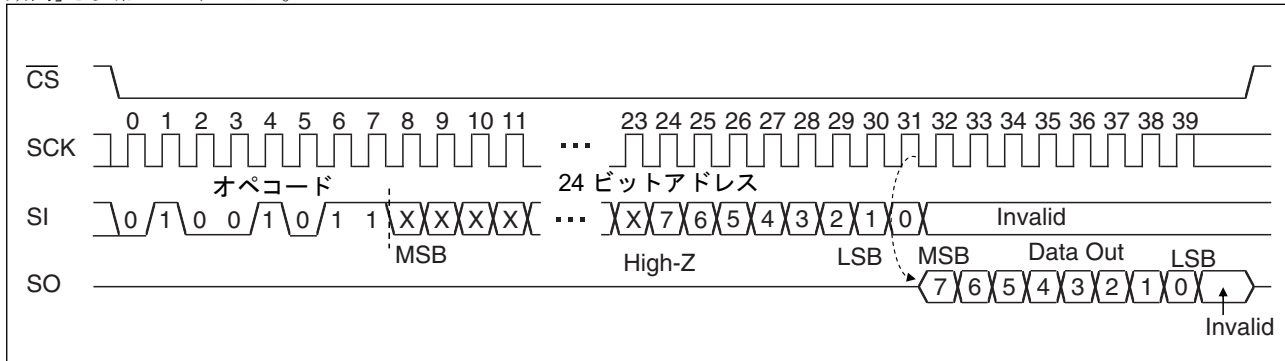 CS
0 1 2 3 4 5 6 7 8 9 10 11 23 24 25 26 27 28 29 30 31 32 33 34 35 36 37 38 39
SCK ...
オペコード 24 ビットアドレス
SI 0 1 0 0 1 0 1 1 X X X X ... X 7 6 5 4 3 2 1 0 Invalid
MSB High-Z LSB MSB Data Out LSB
SO 7 6 5 4 3 2 1 0
Invalid